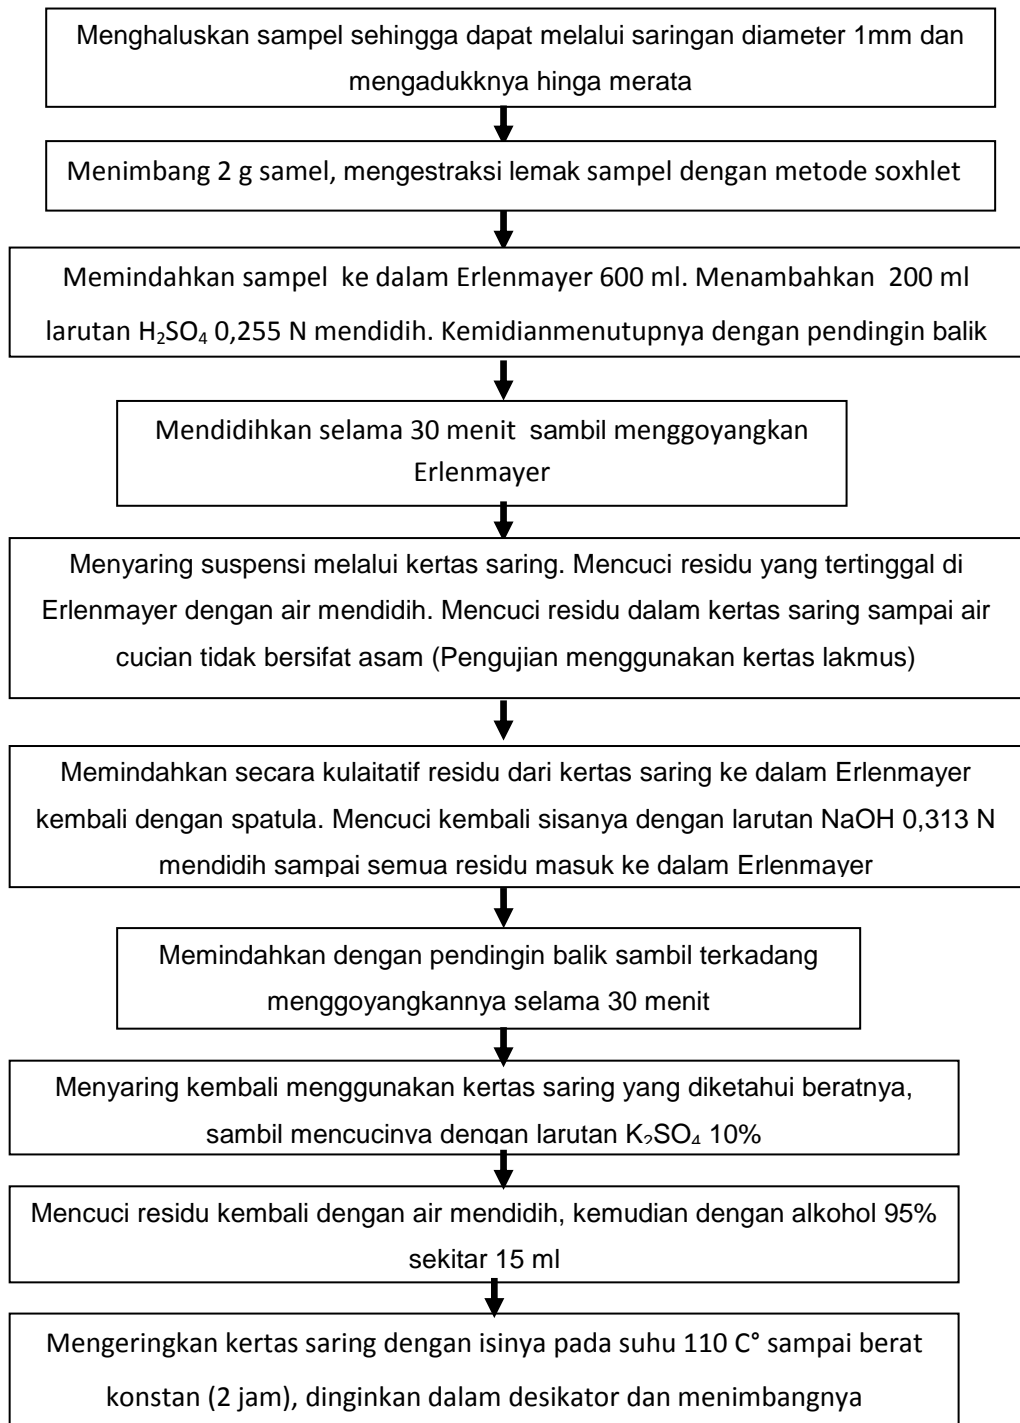 Menghaluskan sampel sehingga dapat melalui saringan diameter 1mm dan
mengadukknya hingga merata
Menimbang 2 g samel, mengestraksi lemak sampel dengan metode soxhlet
Memindahkan sampel ke dalam Erlenmayer 600 ml. Menambahkan 200 ml
larutan H₂SO₄ 0,255 N mendidih. Kemidianmenutupnya dengan pendingin balik
Mendidihkan selama 30 menit sambil menggoyangkan
Erlenmayer
Menyaring suspensi melalui kertas saring. Mencuci residu yang tertinggal di
Erlenmayer dengan air mendidih. Mencuci residu dalam kertas saring sampai air
cucian tidak bersifat asam (Pengujian menggunakan kertas lakmus)
Memindahkan secara kulaitatif residu dari kertas saring ke dalam Erlenmayer
kembali dengan spatula. Mencuci kembali sisanya dengan larutan NaOH 0,313 N
mendidih sampai semua residu masuk ke dalam Erlenmayer
Memindahkan dengan pendingin balik sambil terkadang
menggoyangkannya selama 30 menit
Menyaring kembali menggunakan kertas saring yang diketahui beratnya,
sambil mencucinya dengan larutan K₂SO₄ 10%
Mencuci residu kembali dengan air mendidih, kemudian dengan alkohol 95%
sekitar 15 ml
Mengeringkan kertas saring dengan isinya pada suhu 110 C° sampai berat
konstan (2 jam), dinginkan dalam desikator dan menimbangnya